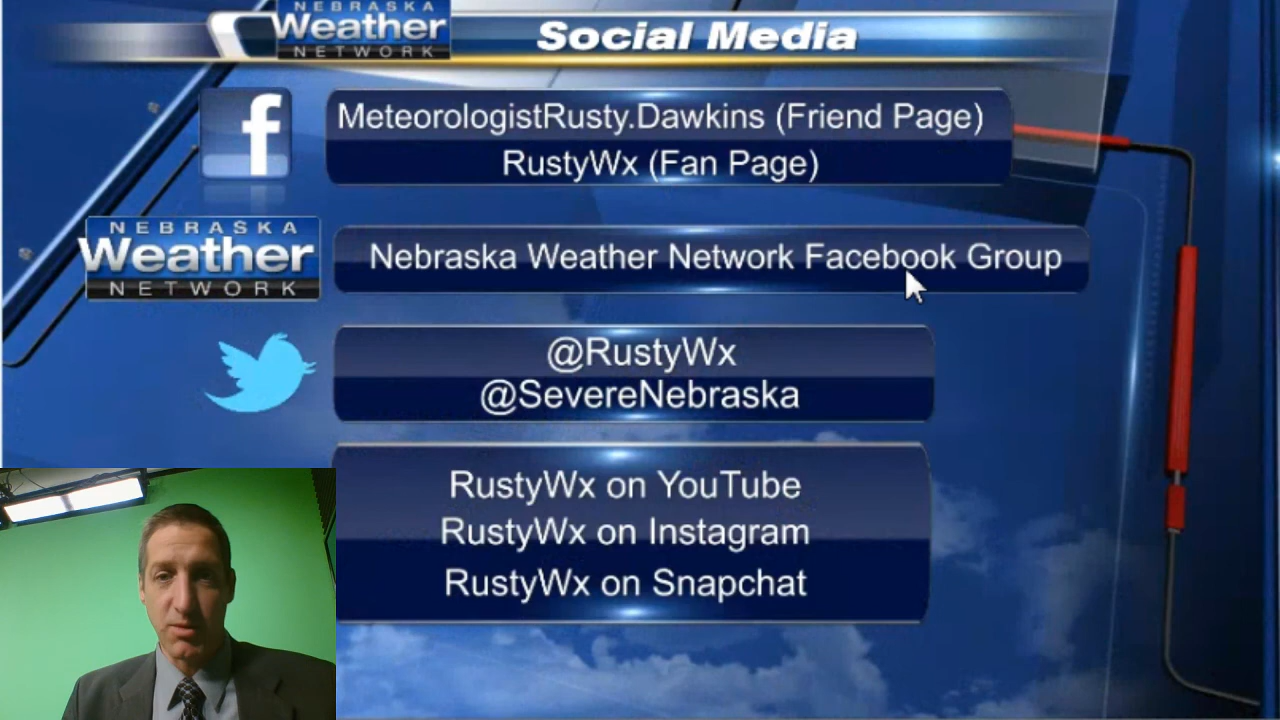 NEBRASKA
Weather
NETWORK
Social Media
f
MeteorologistRusty.Dawkins (Friend Page)
RustyWx (Fan Page)
NEBRASKA
Weather
NETWORK
Nebraska Weather Network Facebook Group
@RustyWx
@SevereNebraska
RustyWx on YouTube
RustyWx on Instagram
RustyWx on Snapchat